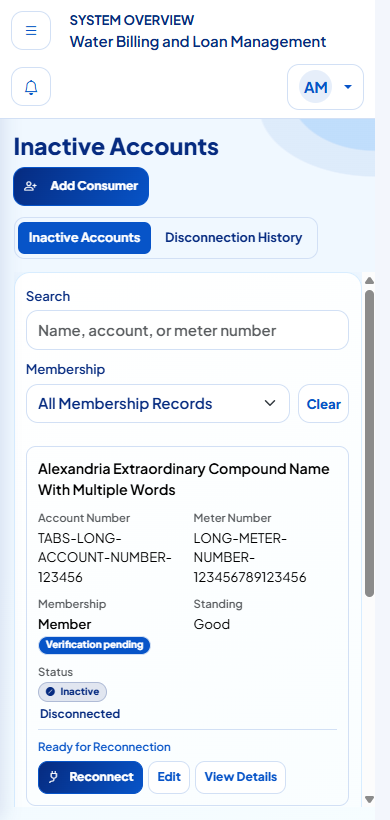 SYSTEM OVERVIEW
Water Billing and Loan Management
AM
Inactive Accounts
Add Consumer
Inactive Accounts
Disconnection History
Search
Name, account, or meter number
Membership
All Membership Records
Clear
Alexandria Extraordinary Compound Name
With Multiple Words
Account Number
TABS-LONG-
ACCOUNT-NUMBER-
123456
Meter Number
LONG-METER-
NUMBER-
123456789123456
Membership
Member
Verification pending
Standing
Good
Status
Inactive
Disconnected
Ready for Reconnection
Reconnect
Edit
View Details